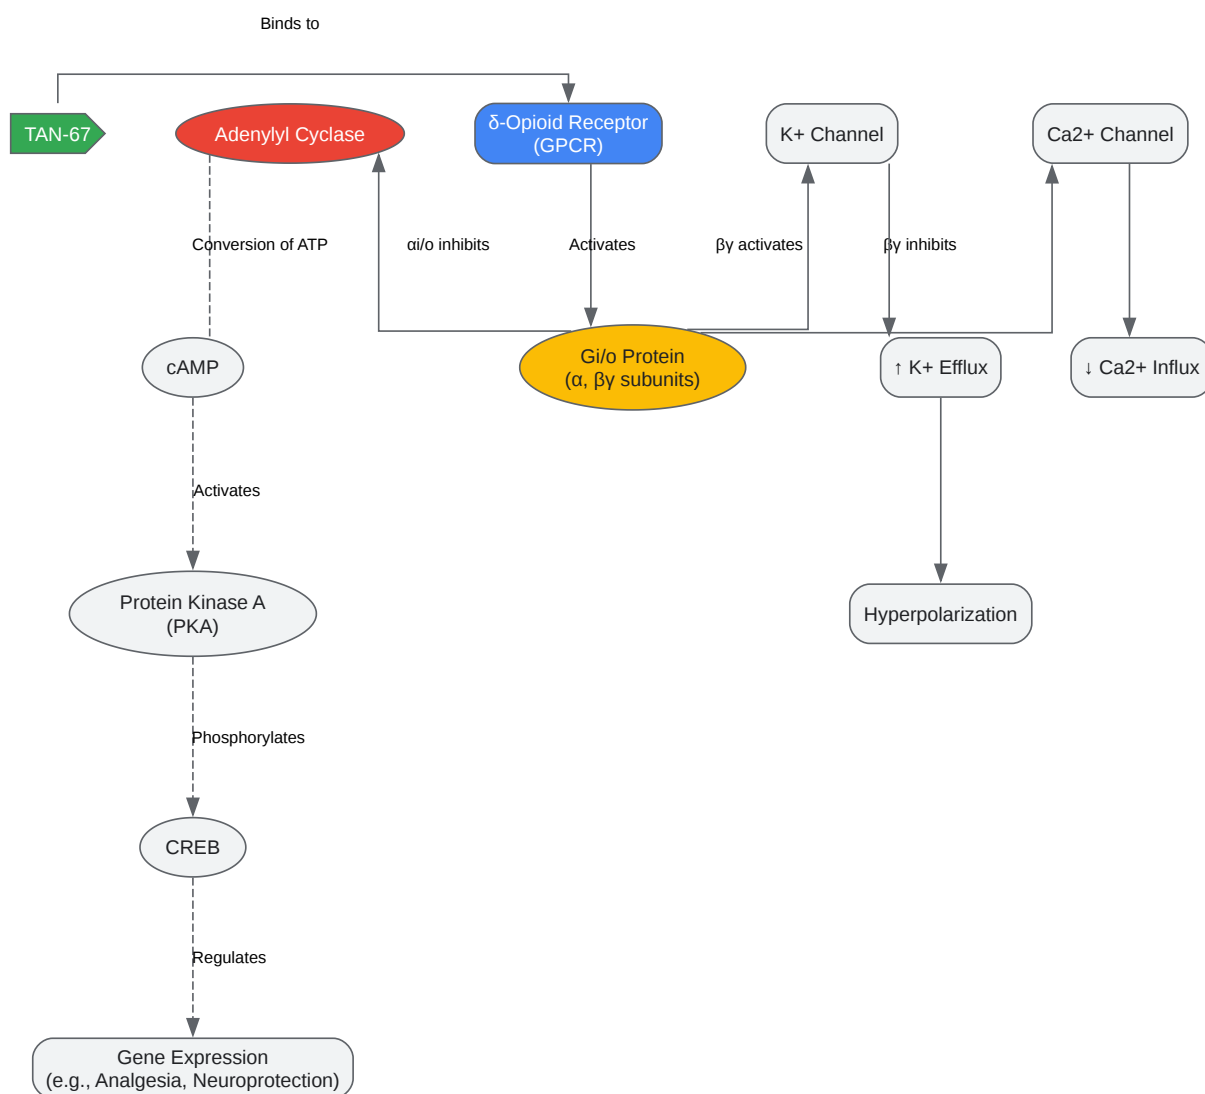 Binds to
TAN-67
Adenylyl Cyclase
δ-Opioid Receptor
(GPCR)
K+ Channel
Ca2+ Channel
Conversion of ATP
αi/o inhibits
Activates
βγ activates
βγ inhibits
cAMP
Gi/o Protein
(α, βγ subunits)
↑ K+ Efflux
↓ Ca2+ Influx
Activates
Protein Kinase A
(PKA)
Hyperpolarization
Phosphorylates
CREB
Regulates
Gene Expression
(e.g., Analgesia, Neuroprotection)